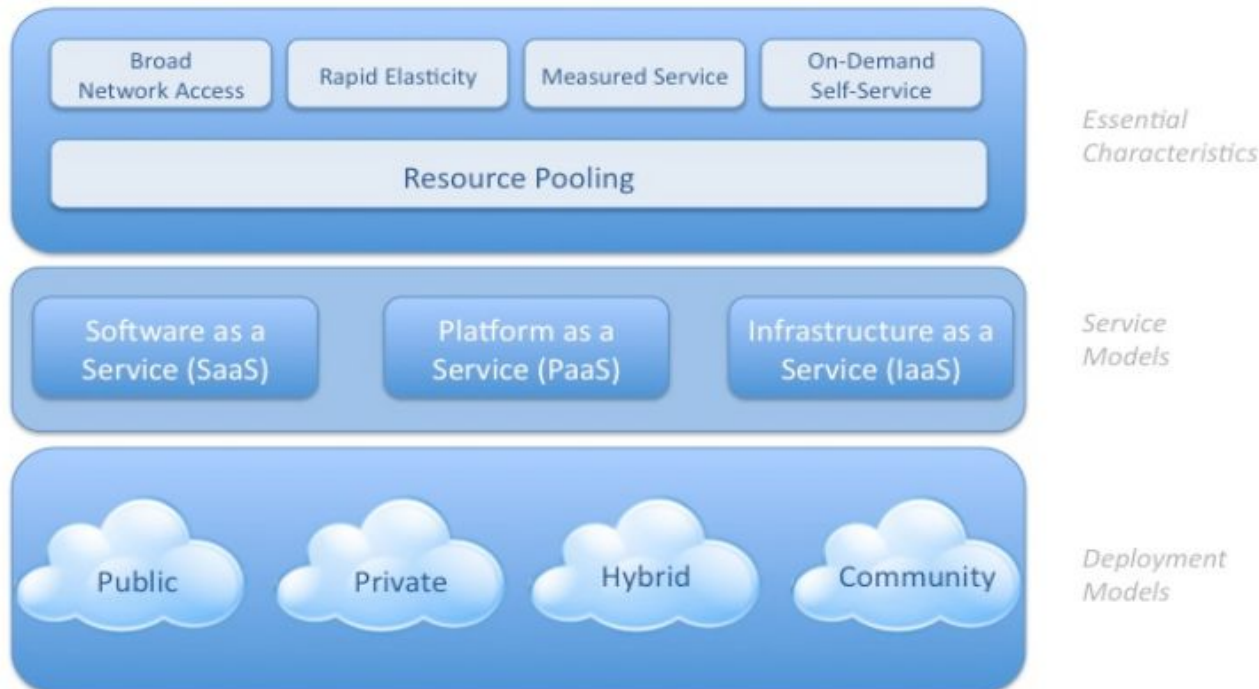 Broad
Network Access
Rapid Elasticity
Measured Service
On-Demand
Self-Service
Resource Pooling
Essential
Characteristics
Software as a
Service (SaaS)
Platform as a
Service (PaaS)
Infrastructure as a
Service (IaaS)
Service
Models
Public
Private
Hybrid
Community
Deployment
Models